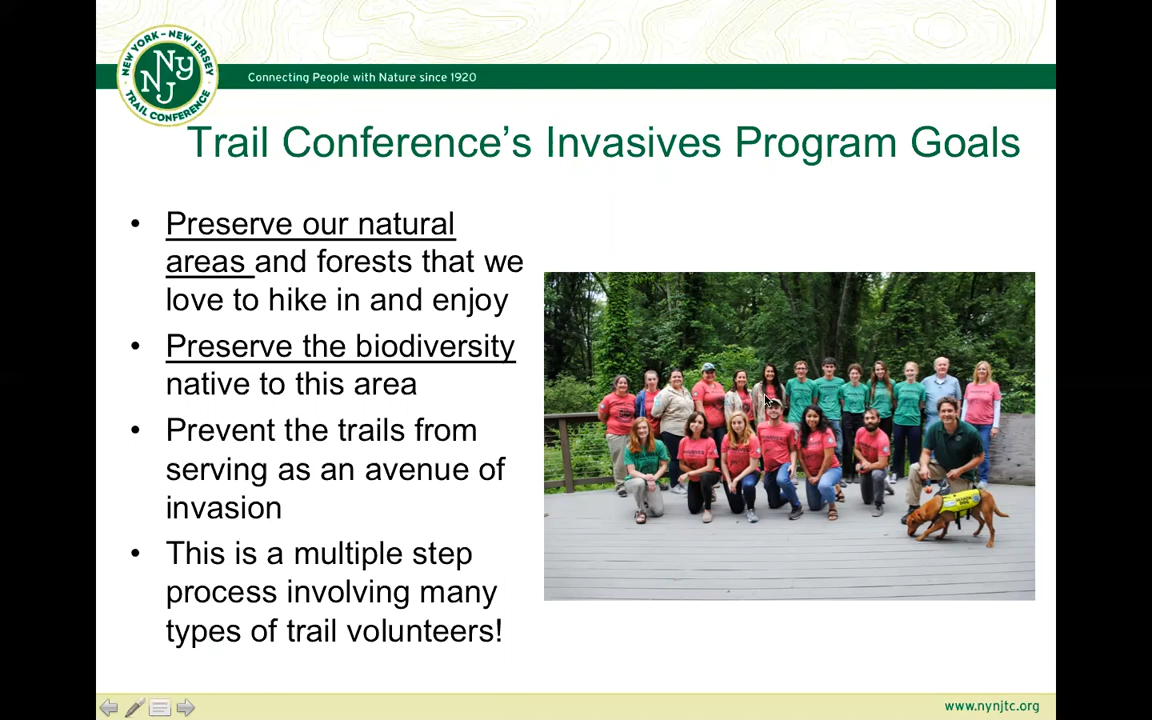 NEW YORK - NEW JERSEY
NY
NJ
TRAIL CONFERENCE
Connecting People with Nature since 1920
Trail Conference's Invasives Program Goals
• Preserve our natural
areas and forests that we
love to hike in and enjoy
• Preserve the biodiversity
native to this area
• Prevent the trails from
serving as an avenue of
invasion
• This is a multiple step
process involving many
types of trail volunteers!
www.nynjtc.org